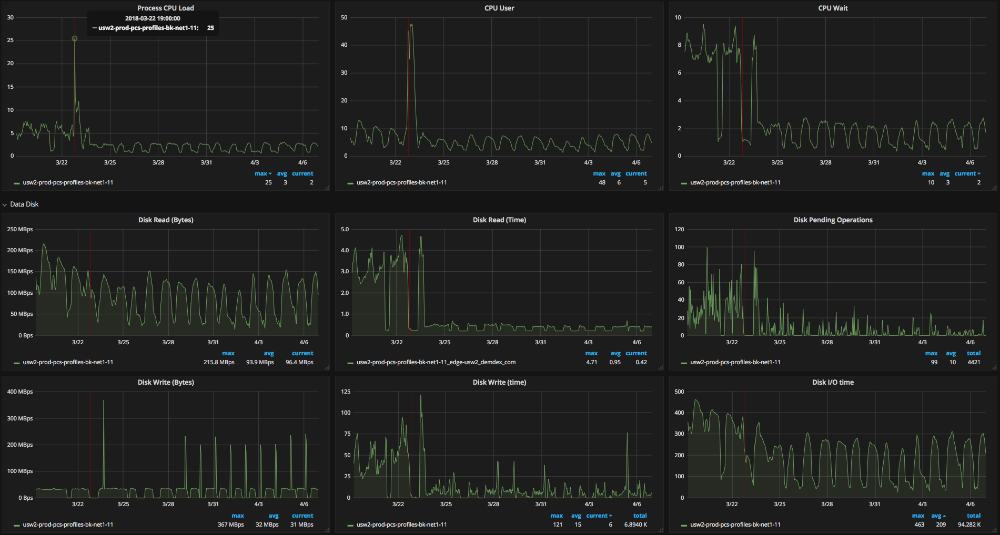 Process CPU Load
2018-03-22 19:00:00
usw2-prod-pcs-profiles-bk-net1-11: 25
30
25
20
15
10
5
0
3/22 3/25 3/28 3/31 4/3 4/6
max avg current
usw2-prod-pcs-profiles-bk-net1-11 25 3 2
CPU User
50
40
30
20
10
0
3/22 3/25 3/28 3/31 4/3 4/6
max avg current
usw2-prod-pcs-profiles-bk-net1-11 48 6 5
CPU Wait
10
8
6
4
2
0
3/22 3/25 3/28 3/31 4/3 4/6
max avg current
usw2-prod-pcs-profiles-bk-net1-11 10 3 2
Data Disk
Disk Read (Bytes)
250 MBps
200 MBps
150 MBps
100 MBps
50 MBps
0 Bps
3/22 3/25 3/28 3/31 4/3 4/6
max avg current
usw2-prod-pcs-profiles-bk-net1-11 215.8 MBps 93.9 MBps 96.4 MBps
Disk Read (Time)
5.0
4.0
3.0
2.0
1.0
0
3/22 3/25 3/28 3/31 4/3 4/6
max avg current
usw2-prod-pcs-profiles-bk-net1-11_edge-usw2_demdex_com 4.71 0.95 0.42
Disk Pending Operations
120
100
80
60
40
20
0
3/22 3/25 3/28 3/31 4/3 4/6
max avg total
usw2-prod-pcs-profiles-bk-net1-11 99 10 4421
Disk Write (Bytes)
400 MBps
300 MBps
200 MBps
100 MBps
0 Bps
3/22 3/25 3/28 3/31 4/3 4/6
max avg current
usw2-prod-pcs-profiles-bk-net1-11 367 MBps 32 MBps 31 MBps
Disk Write (time)
125
100
75
50
25
0
3/22 3/25 3/28 3/31 4/3 4/6
max avg current total
usw2-prod-pcs-profiles-bk-net1-11 121 15 6 6.8940 K
Disk I/O time
500
400
300
200
100
0
3/22 3/25 3/28 3/31 4/3 4/6
max avg total
usw2-prod-pcs-profiles-bk-net1-11 463 209 94.282 K